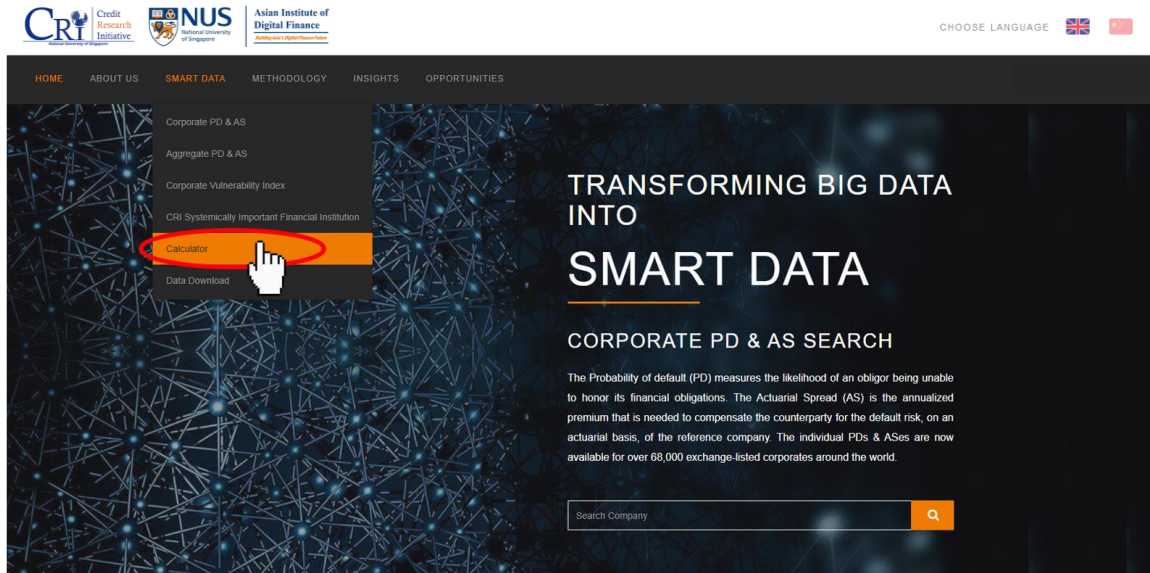 CRI
Credit
Research
Initiative
National University of Singapore
NUS
National University
of Singapore
Asian Institute of
Digital Finance
Building Asia's Digital Finance Future
CHOOSE LANGUAGE
HOME ABOUT US SMART DATA METHODOLOGY INSIGHTS OPPORTUNITIES
Corporate PD & AS
Aggregate PD & AS
Corporate Vulnerability Index
CRI Systemically Important Financial Institution
Calculator
Data Download
TRANSFORMING BIG DATA
INTO
SMART DATA
CORPORATE PD & AS SEARCH
The Probability of default (PD) measures the likelihood of an obligor being unable
to honor its financial obligations. The Actuarial Spread (AS) is the annualized
premium that is needed to compensate the counterparty for the default risk, on an
actuarial basis, of the reference company. The individual PDs & ASes are now
available for over 68,000 exchange-listed corporates around the world.
Search Company